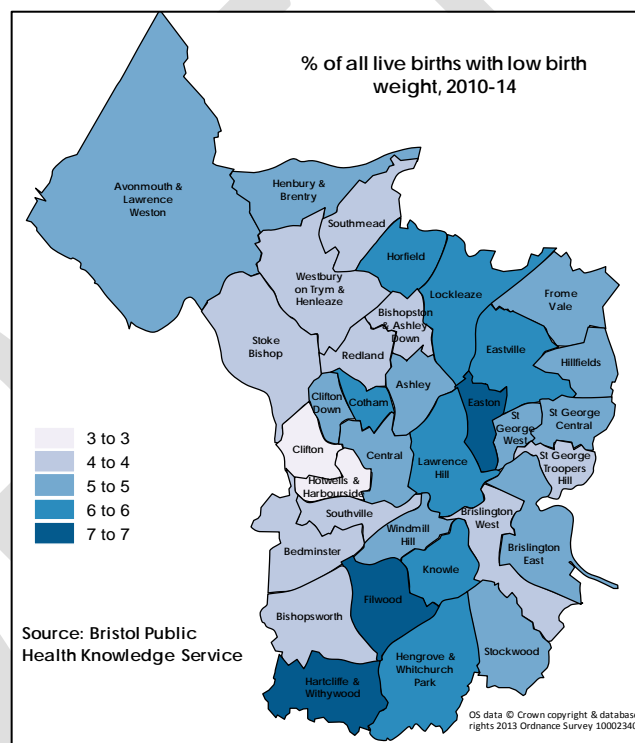 % of all live births with low birth
weight, 2010-14
Avonmouth &
Lawrence
Weston
Henbury &
Brentry
Southmead
Horfield
Westbury
on Trym &
Henleaze
Lockleaze
Frome
Vale
Bishopston
& Ashley
Down
Stoke
Bishop
Redland
Eastville
Hillfields
Ashley
Clifton
Down
Cotham
Easton
St
George
West
St George
Central
3 to 3
4 to 4
5 to 5
6 to 6
7 to 7
Clifton
Central
Lawrence
Hill
St George
Troopers
Hill
Hotwells &
Harbourside
Southville
Windmill
Hill
Brislington
West
Brislington
East
Bedminster
Knowle
Filwood
Bishopsworth
Stockwood
Hengrove &
Whitchurch
Park
Hartcliffe &
Withywood
Source: Bristol Public
Health Knowledge Service
OS data © Crown copyright & database
rights 2013 Ordnance Survey 10002340